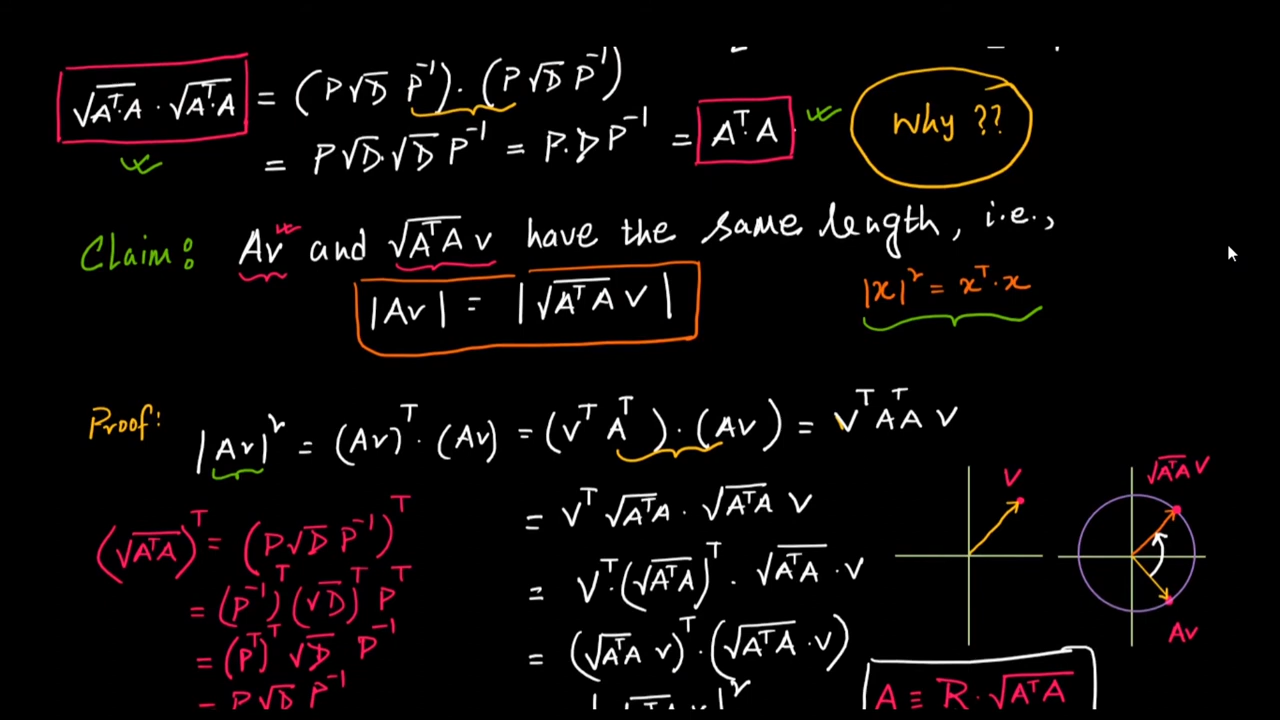 √AᵀA · √AᵀA = (P√D P⁻¹) · (P√D P⁻¹)
= P√D · √D P⁻¹ = P.D P⁻¹ = AᵀA
Why ??
Claim: Av and √AᵀA v have the same length, i.e.,
|Av| = |√AᵀA v|
|x|² = xᵀ·x
Proof: |Av|² = (Av)ᵀ · (Av) = (vᵀ Aᵀ) · (Av) = vᵀAᵀA v
= vᵀ √AᵀA · √AᵀA v
= vᵀ·(√AᵀA)ᵀ · √AᵀA · v
= (√AᵀA v)ᵀ · (√AᵀA · v)
(√AᵀA)ᵀ = (P√D P⁻¹)ᵀ
= (P⁻¹)ᵀ (√D)ᵀ Pᵀ
= (Pᵀ)ᵀ √D P⁻¹
= P√D P⁻¹
v
√AᵀA v
Av
A ≡ R · √AᵀA